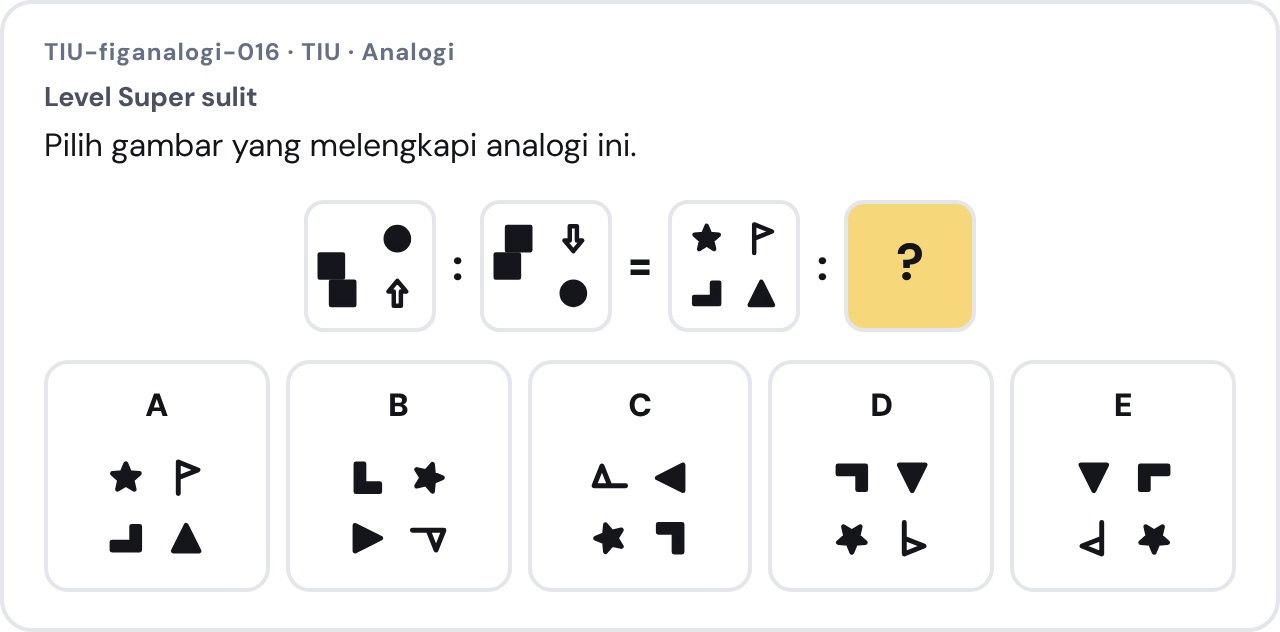 TIU-figanalogi-016 · TIU · Analogi
Level Super sulit
Pilih gambar yang melengkapi analogi ini.
: = : ?
A B C D E